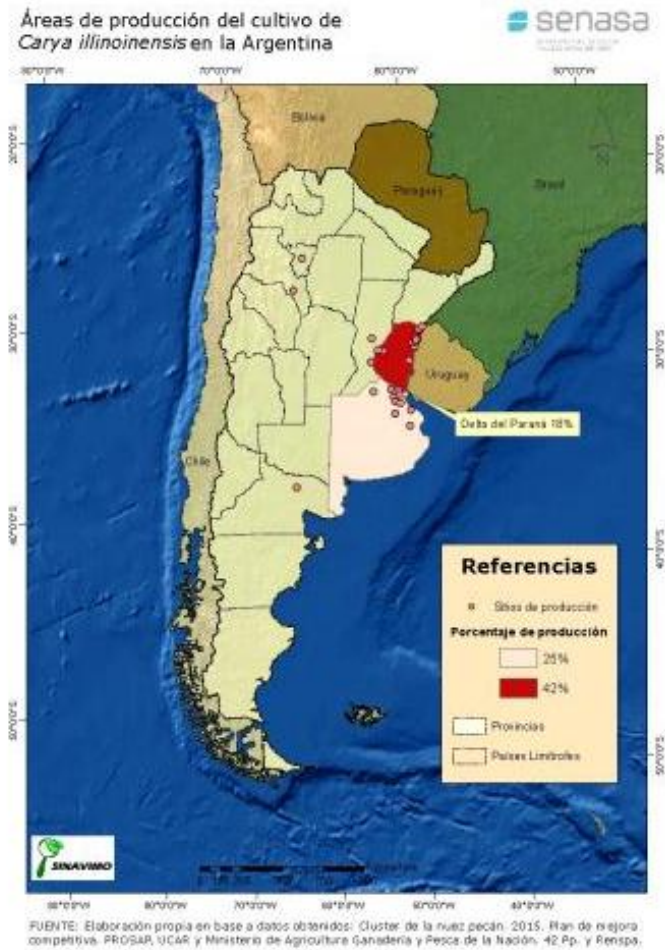 Áreas de producción del cultivo de
Carya illinoinensis en la Argentina
senasa
Bolivia
Paraguay
Brasil
Uruguay
Delta del Paraná 18%
Chile
Referencias
Sitios de producción
Porcentaje de producción
25%
42%
Provincias
Países Limítrofes
SINAVIMO
FUENTE: Elaboración propia en base a datos obtenidos: Cluster de la nuez pecán. 2015. Plan de mejora
competitiva. PROSAP, UCAR y Ministerio de Agricultura Ganadería y Pesca de la Nación. 42 Pp. y Senasa.